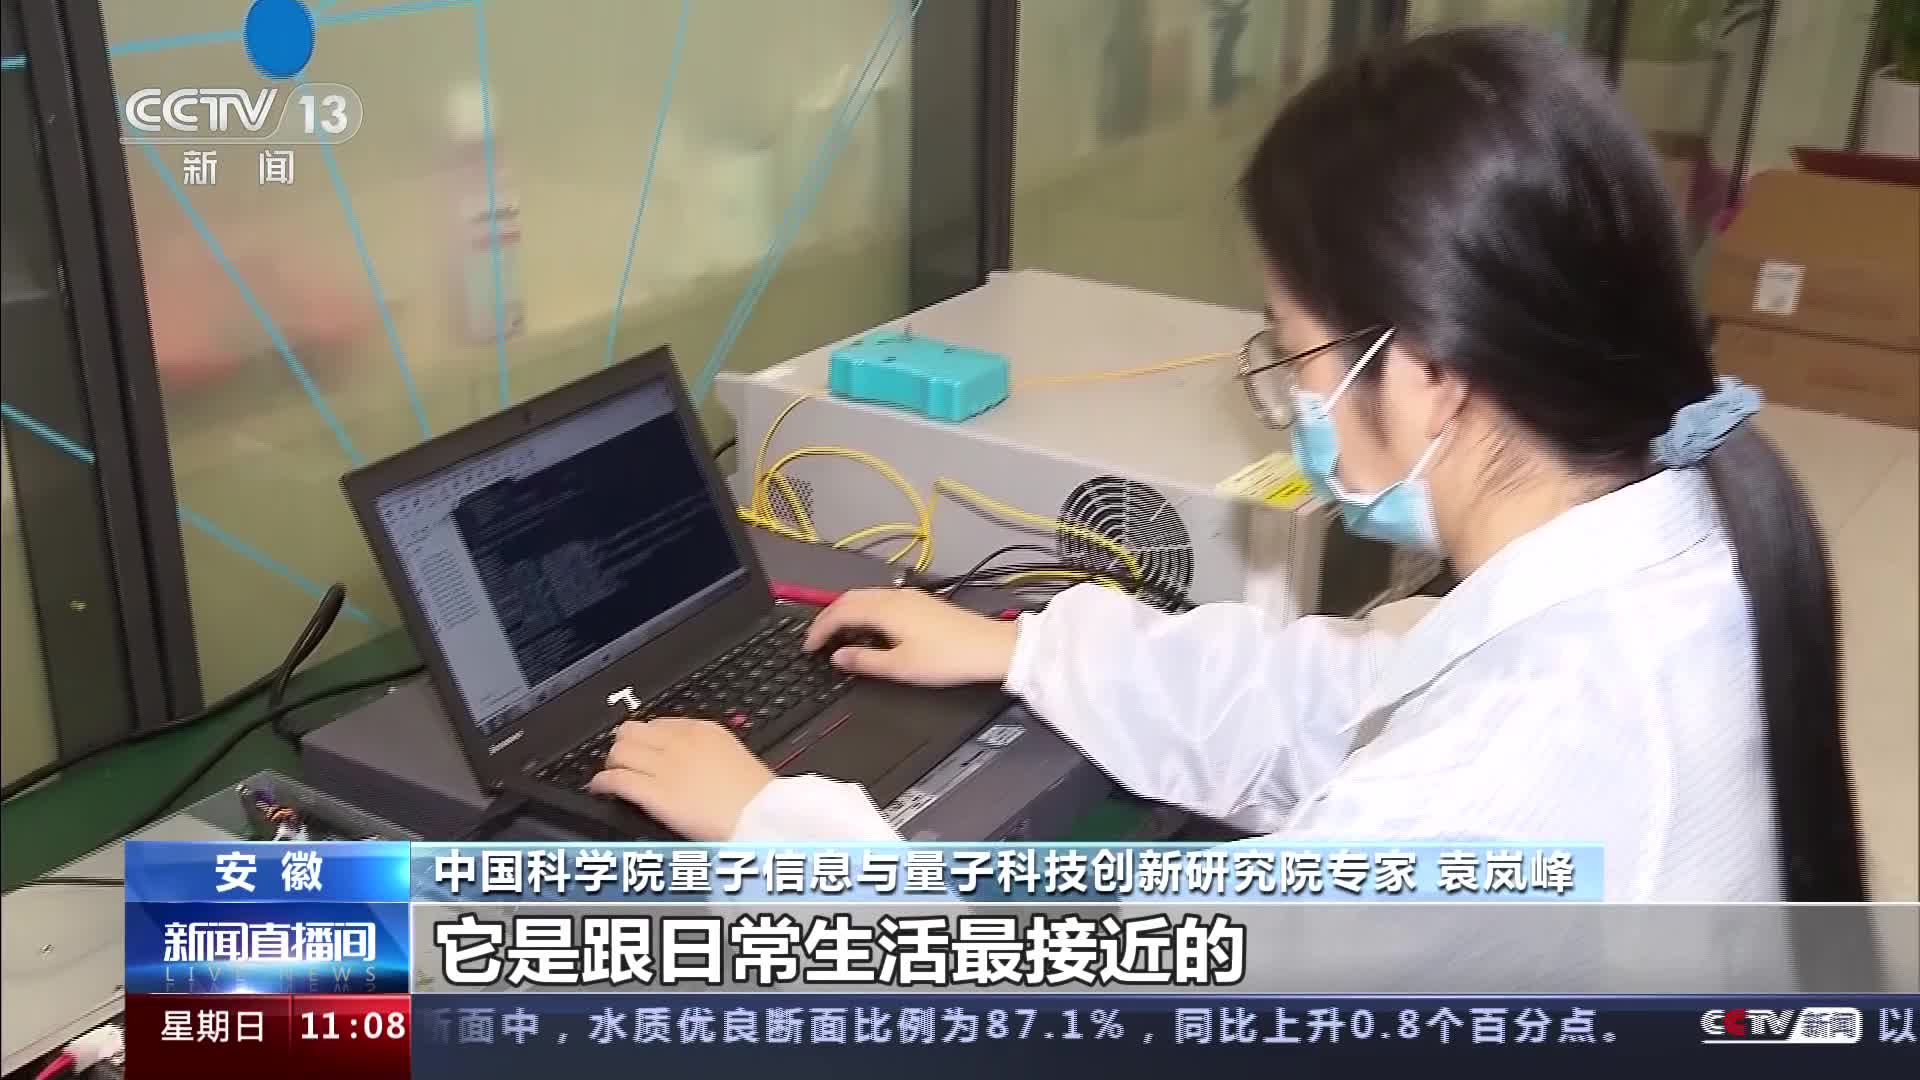 CCTV 13
新闻
安徽
中国科学院量子信息与量子科技创新研究院专家 袁岚峰
新闻直播间
LIVE NEWS
它是跟日常生活最接近的
星期日 11:08
面中，水质优良断面比例为87.1%，同比上升0.8个百分点。
CCTV新闻 以